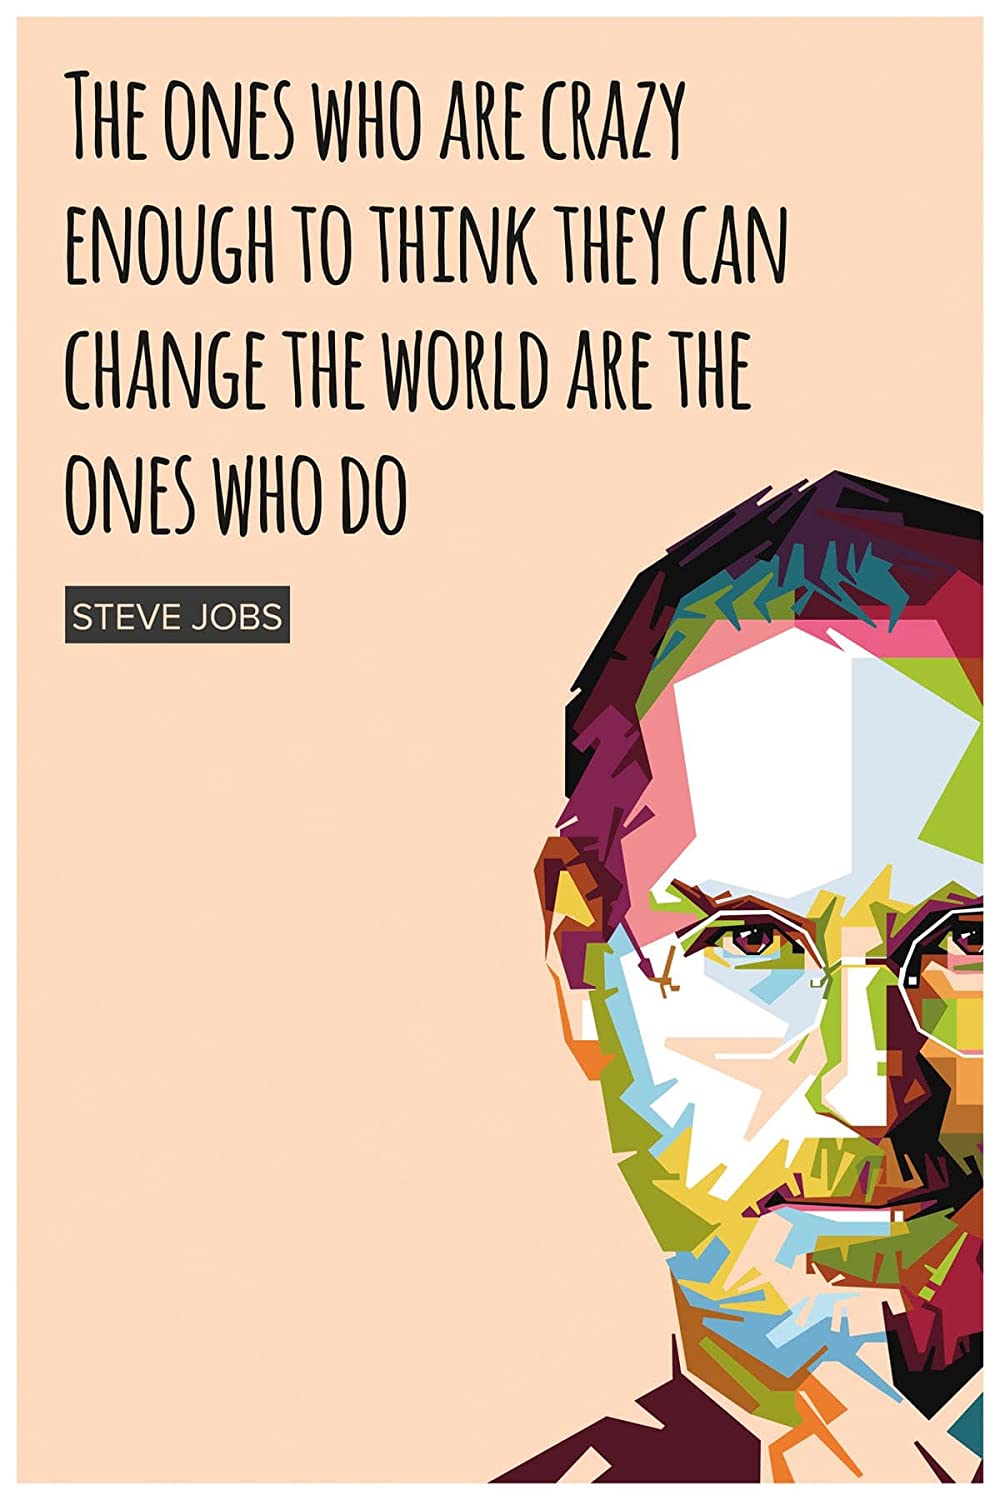 THE ONES WHO ARE CRAZY
ENOUGH TO THINK THEY CAN
CHANGE THE WORLD ARE THE
ONES WHO DO
STEVE JOBS